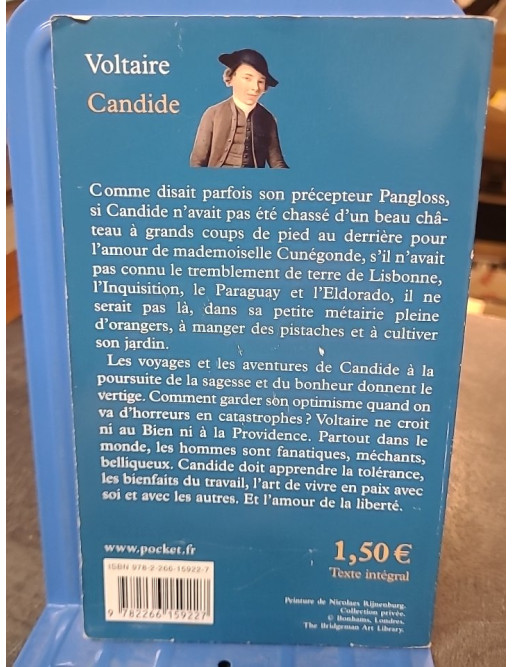 Voltaire
Candide
Comme disait parfois son précepteur Pangloss,
si Candide n'avait pas été chassé d'un beau châ-
teau à grands coups de pied au derrière pour
l'amour de mademoiselle Cunégonde, s'il n'avait
pas connu le tremblement de terre de Lisbonne,
l'Inquisition, le Paraguay et l'Eldorado, il ne
serait pas là, dans sa petite métairie pleine
d'orangers, à manger des pistaches et à cultiver
son jardin.
Les voyages et les aventures de Candide à la
poursuite de la sagesse et du bonheur donnent le
vertige. Comment garder son optimisme quand on
va d'horreurs en catastrophes ? Voltaire ne croit
ni au Bien ni à la Providence. Partout dans le
monde, les hommes sont fanatiques, méchants,
belliqueux. Candide doit apprendre la tolérance,
les bienfaits du travail, l'art de vivre en paix avec
soi et avec les autres. Et l'amour de la liberté.
www.pocket.fr
1,50 €
Texte intégral
ISBN 978-2-266-15922-7
9 782266 159227
Peinture de Nicolaes Rijnenburg.
Collection privée.
© Bonhams, Londres.
The Bridgeman Art Library.